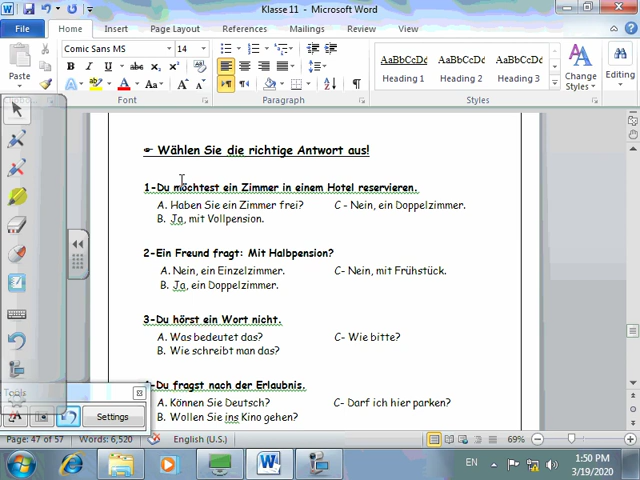 Klasse 11 - Microsoft Word
File Home Insert Page Layout References Mailings Review View
Comic Sans MS 14
Paste
Font Paragraph Styles
AaBbCcDd AaBbCcDd AaBbCcDd
Heading 1 Heading 2 Heading 3
Change Styles
Editing
☛ Wählen Sie die richtige Antwort aus!
1-Du möchtest ein Zimmer in einem Hotel reservieren.
A. Haben Sie ein Zimmer frei? C - Nein, ein Doppelzimmer.
B. Ja, mit Vollpension.
2-Ein Freund fragt: Mit Halbpension?
A. Nein, ein Einzelzimmer. C- Nein, mit Frühstück.
B. Ja, ein Doppelzimmer.
3-Du hörst ein Wort nicht.
A. Was bedeutet das? C- Wie bitte?
B. Wie schreibt man das?
4-Du fragst nach der Erlaubnis.
A. Können Sie Deutsch? C- Darf ich hier parken?
B. Wollen Sie ins Kino gehen?
Tools
Settings
Page: 47 of 57 Words: 6,520 English (U.S.) 69%
EN 1:50 PM
3/19/2020